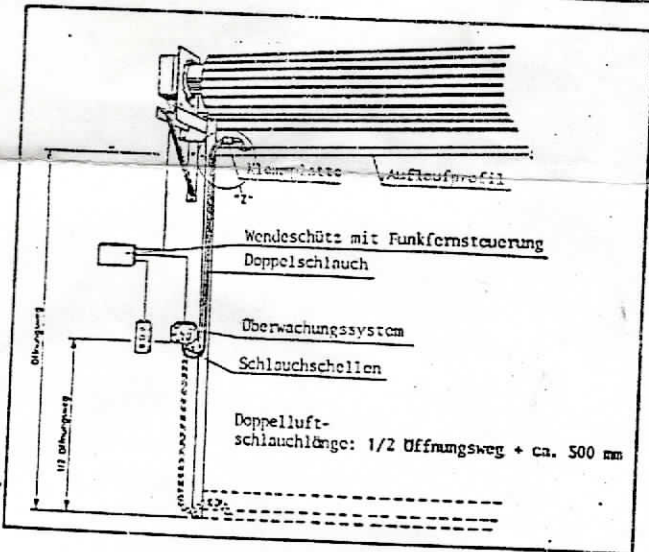 Klemmplatte
Auflaufprofil
"Z"
Wendeschütz mit Funkfernsteuerung
Doppelschlauch
Überwachungssystem
Schlauchschellen
Öffnungsweg
1/2 Öffnungsweg
Doppelluft-
schlauchlänge: 1/2 Öffnungsweg + ca. 500 mm